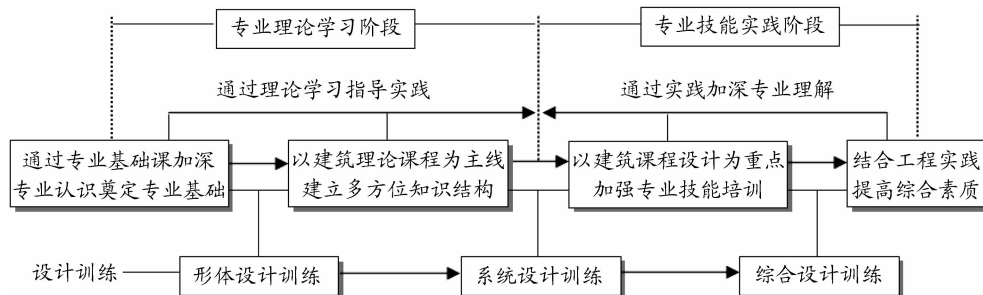 专业理论学习阶段
专业技能实践阶段
通过理论学习指导实践
通过实践加深专业理解
通过专业基础课加深
专业认识奠定专业基础
以建筑理论课程为主线
建立多方位知识结构
以建筑课程设计为重点
加强专业技能培训
结合工程实践
提高综合素质
设计训练
形体设计训练
系统设计训练
综合设计训练